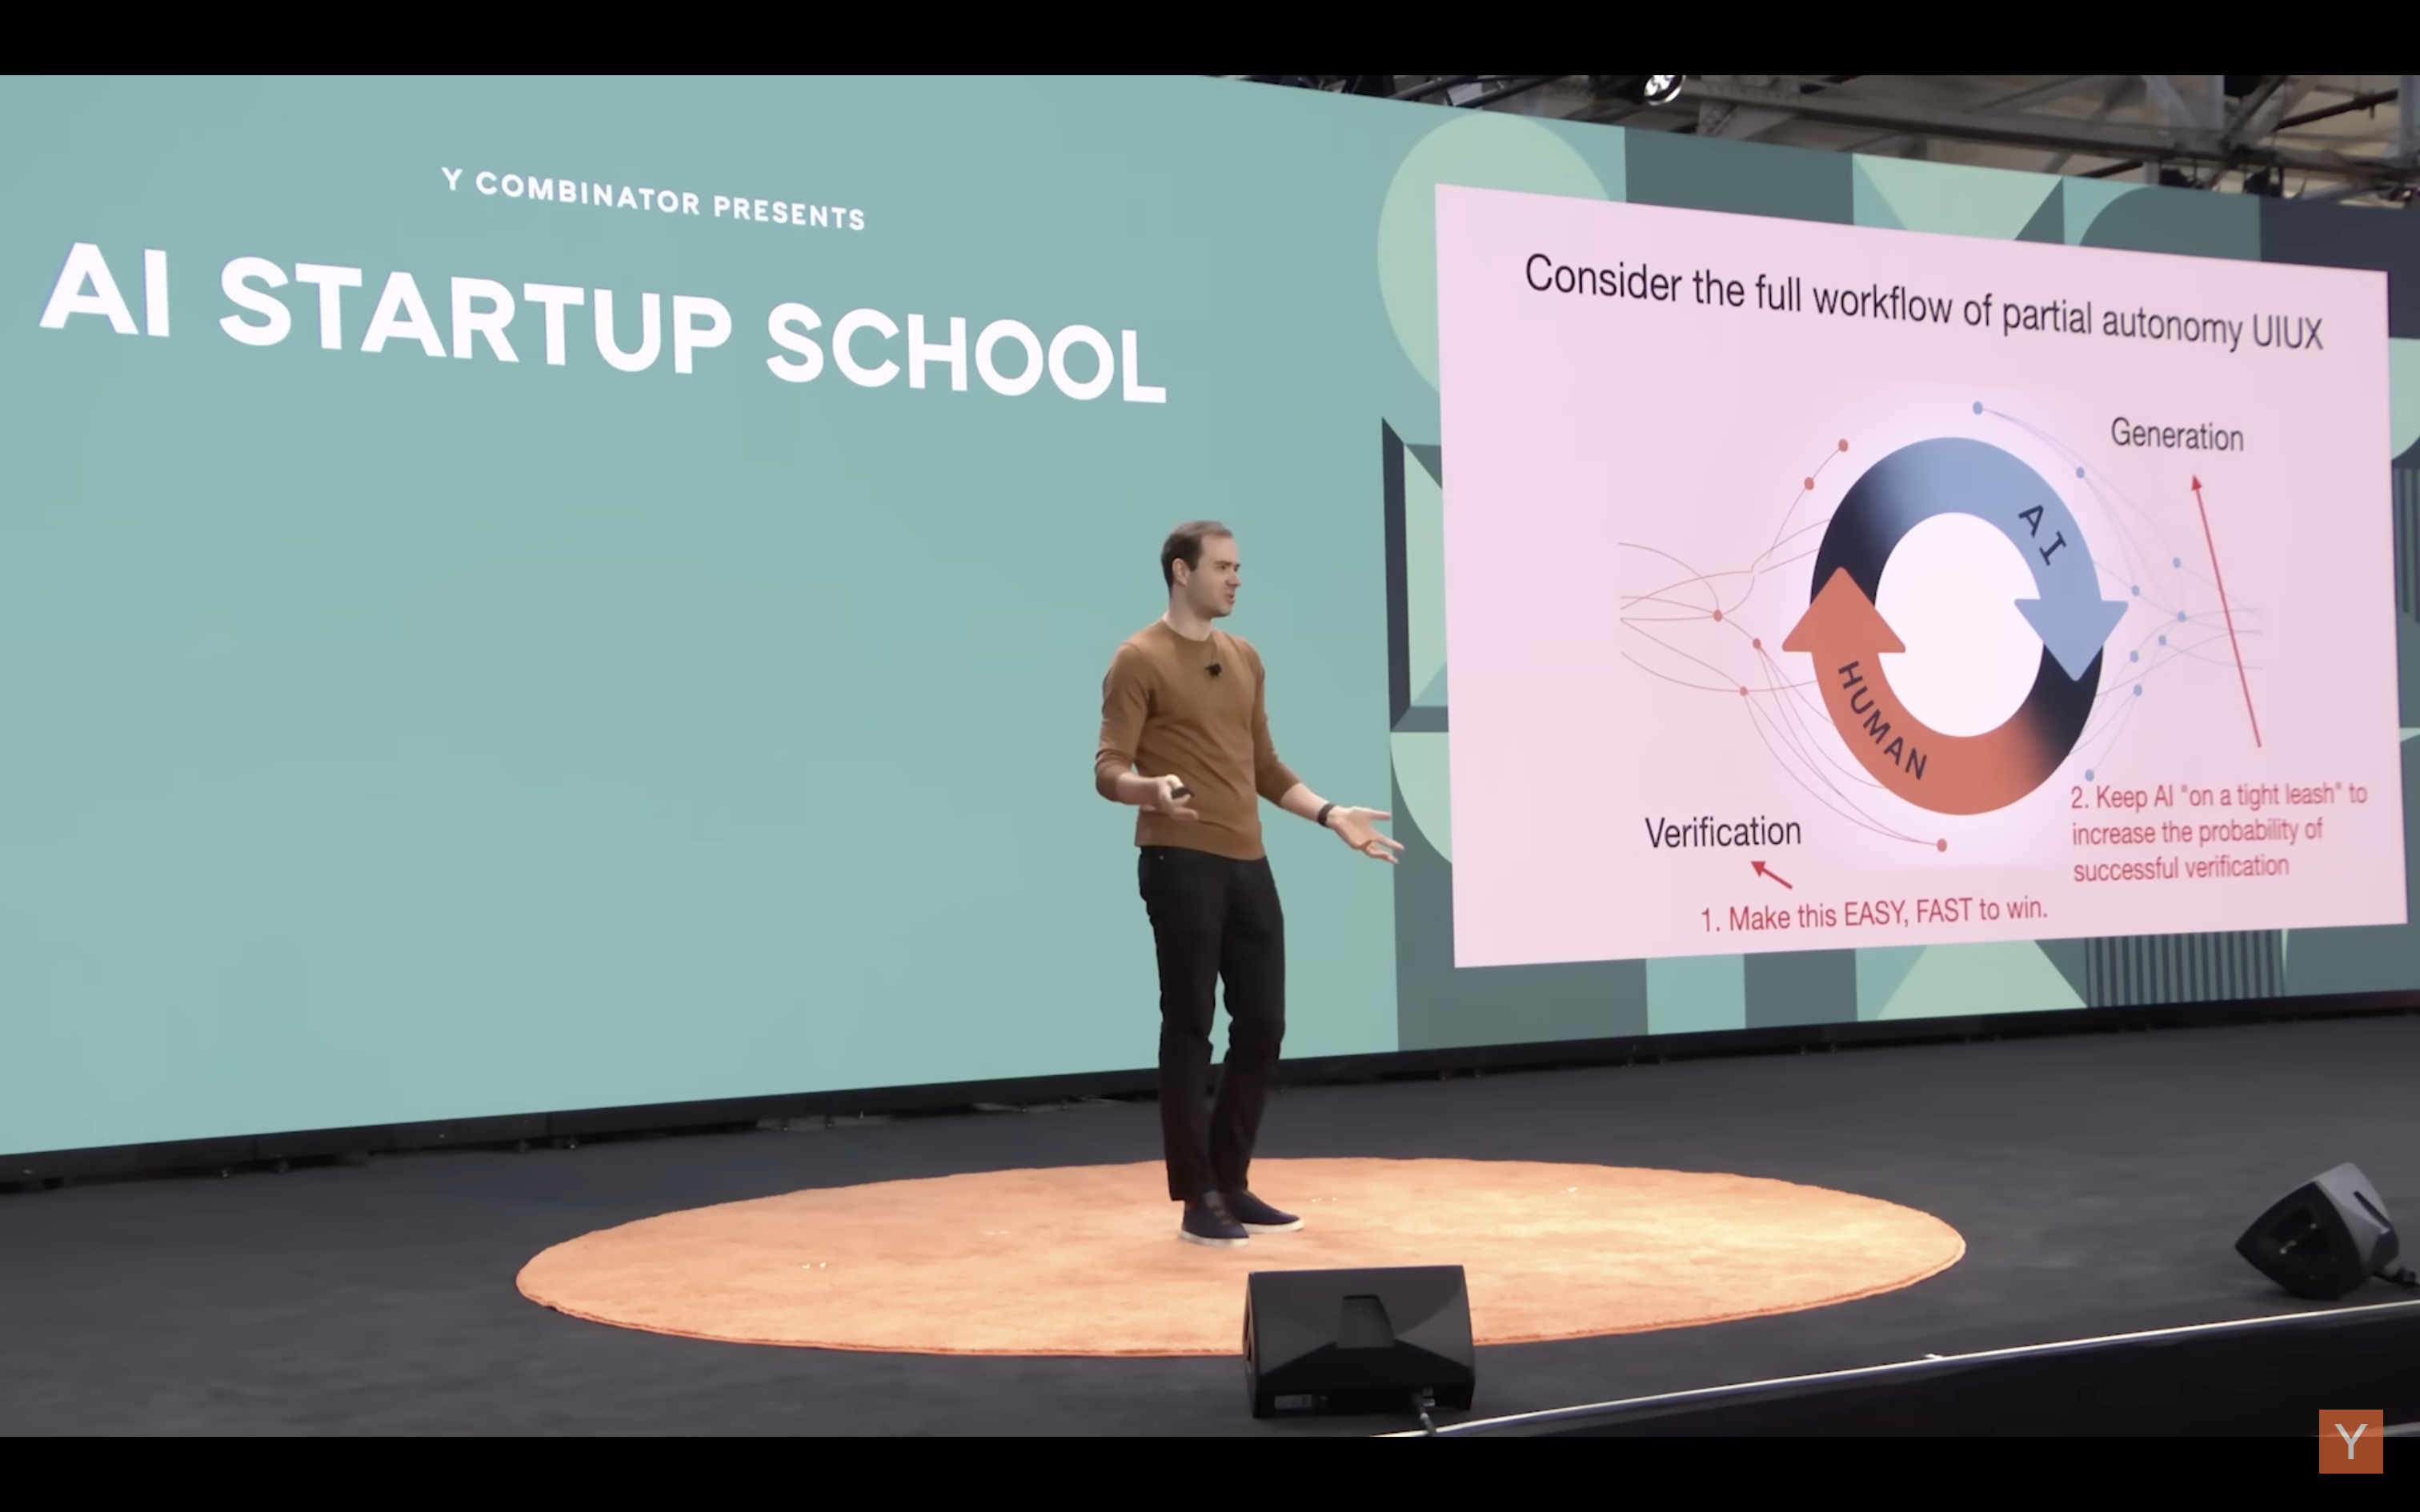 Y COMBINATOR PRESENTS
AI STARTUP SCHOOL
Consider the full workflow of partial autonomy UIUX
Generation
AI
HUMAN
Verification
2. Keep AI "on a tight leash" to
increase the probability of
successful verification
1. Make this EASY, FAST to win.
Y